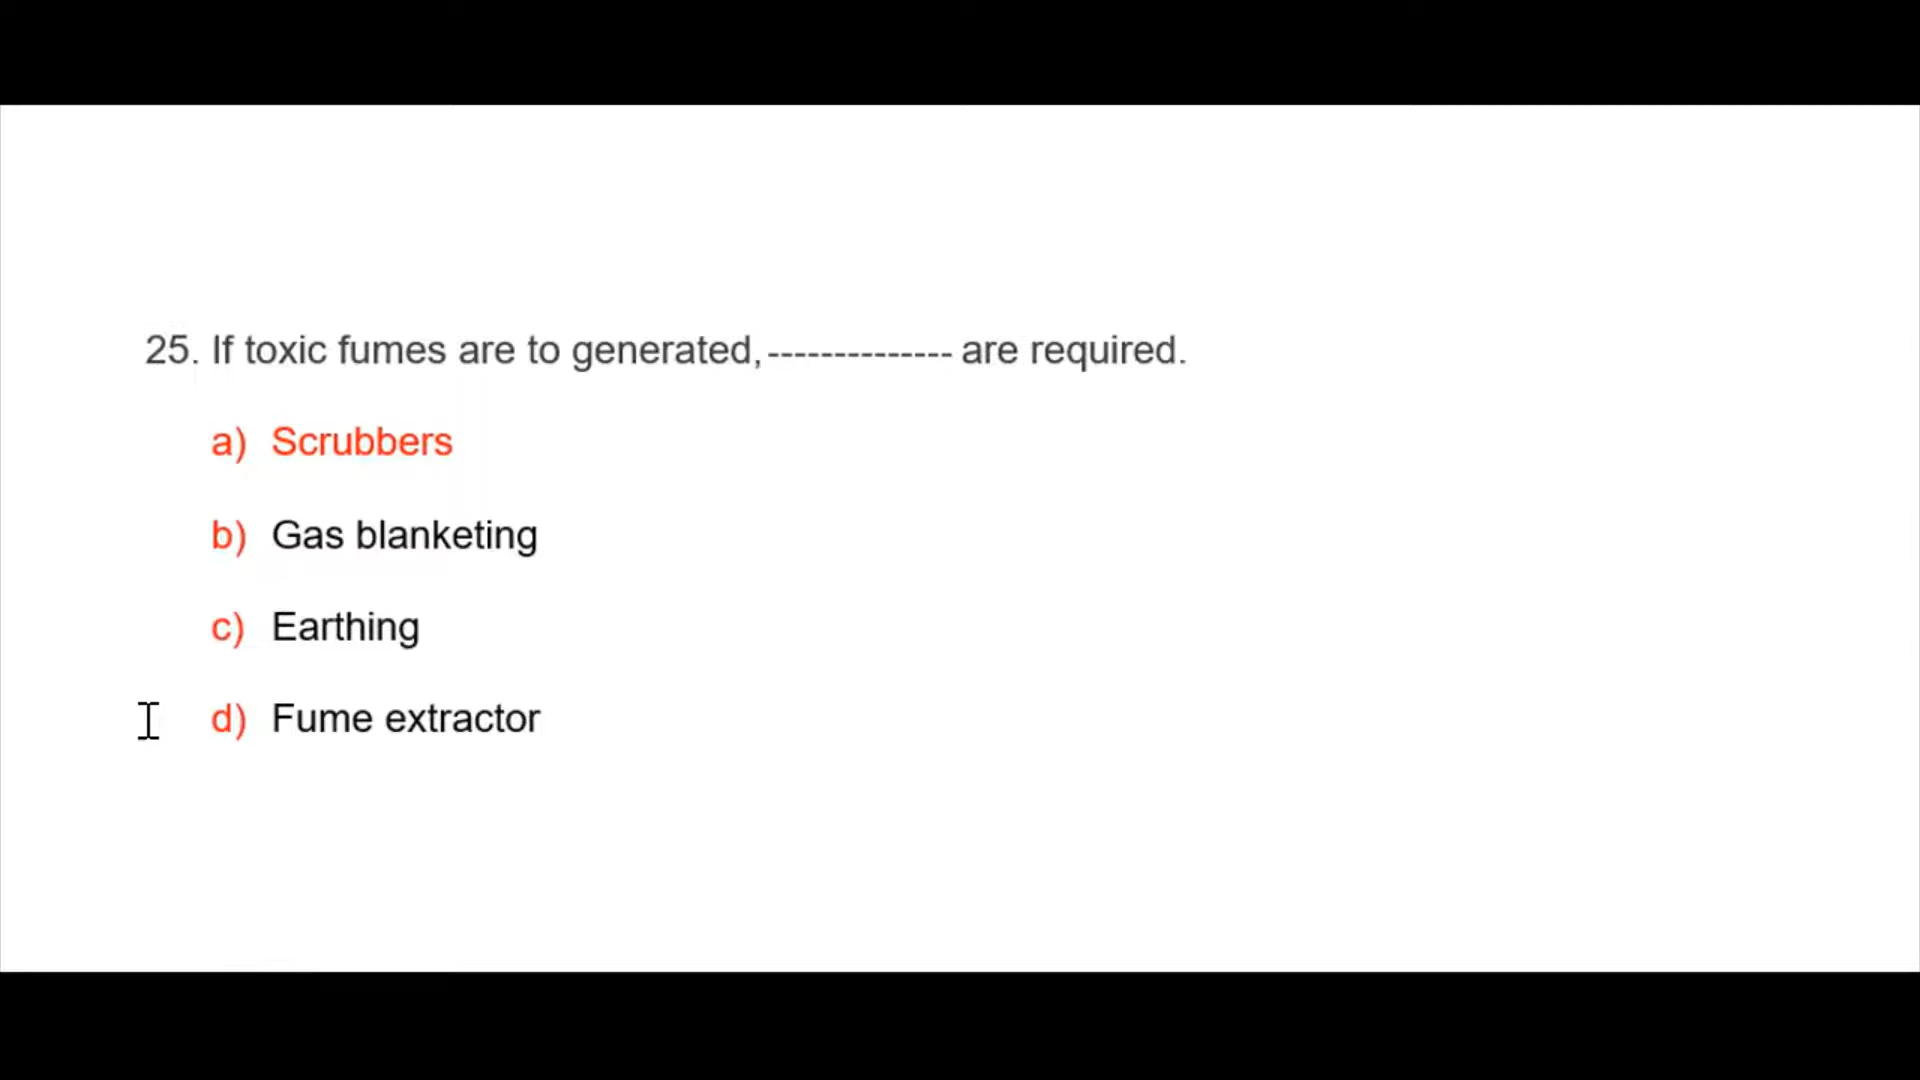 25. If toxic fumes are to generated,-------------- are required.
a) Scrubbers
b) Gas blanketing
c) Earthing
d) Fume extractor